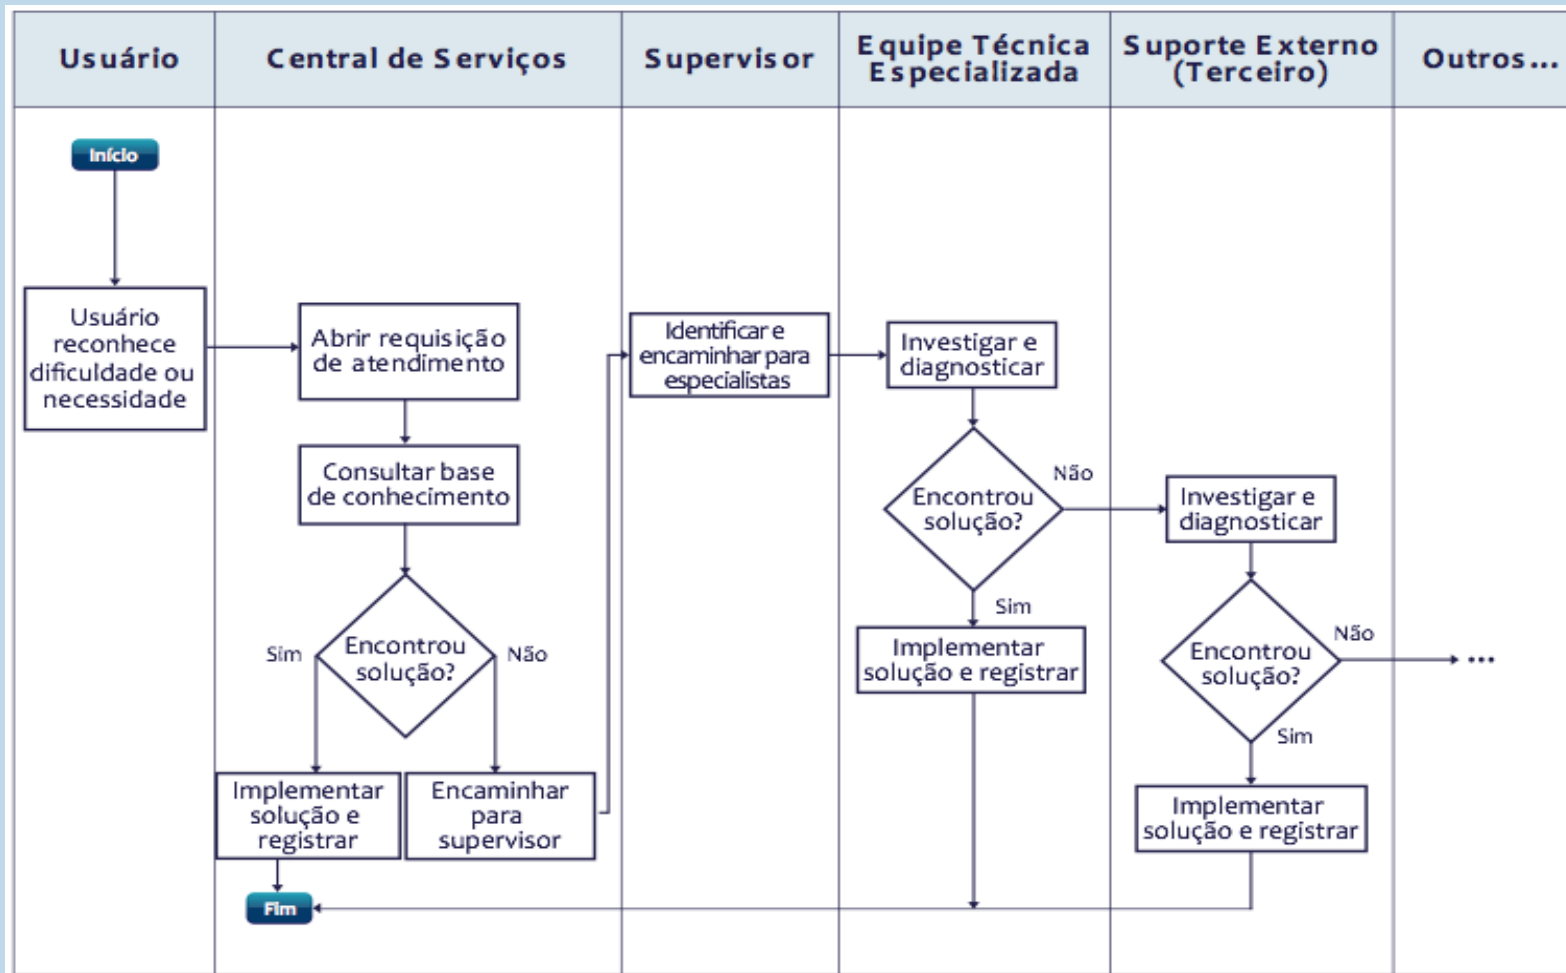 Usuário
Central de Serviços
Supervisor
Equipe Técnica
Especializada
Suporte Externo
(Terceiro)
Outros...
Início
Usuário
reconhece
dificuldade ou
necessidade
Abrir requisição
de atendimento
Consultar base
de conhecimento
Encontrou
solução?
Sim
Não
Implementar
solução e
registrar
Encaminhar
para
supervisor
Fim
Identificar e
encaminhar para
especialistas
Investigar e
diagnosticar
Encontrou
solução?
Não
Sim
Implementar
solução e registrar
Investigar e
diagnosticar
Encontrou
solução?
Não
Sim
Implementar
solução e registrar
...